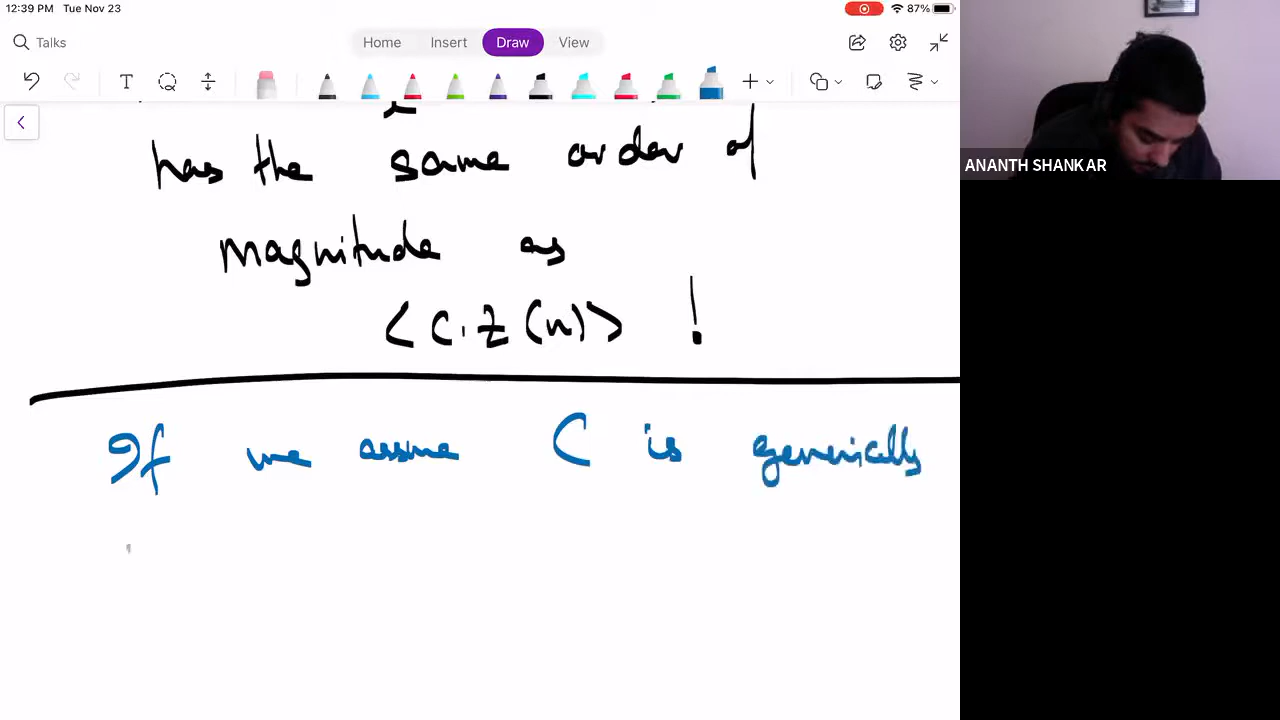 12:39 PM Tue Nov 23
87%
Talks
Home Insert Draw View
ANANTH SHANKAR
has the same order of
magnitude as
<C.Z(n)> !
If we assume C is generically